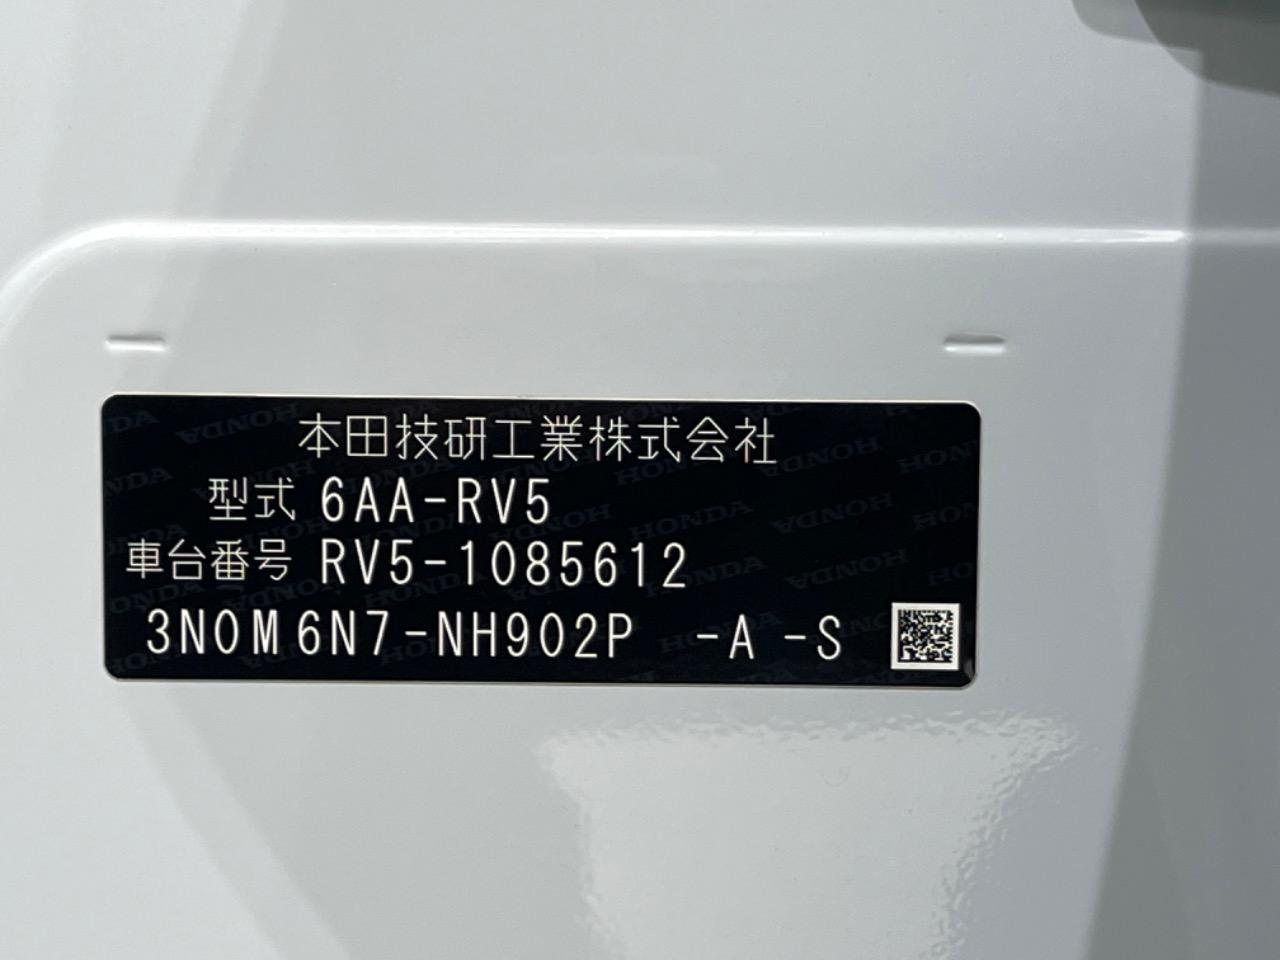 本田技研工業株式会社
型式 6AA-RV5
車台番号 RV5-1085612
3N0M6N7-NH902P -A -S